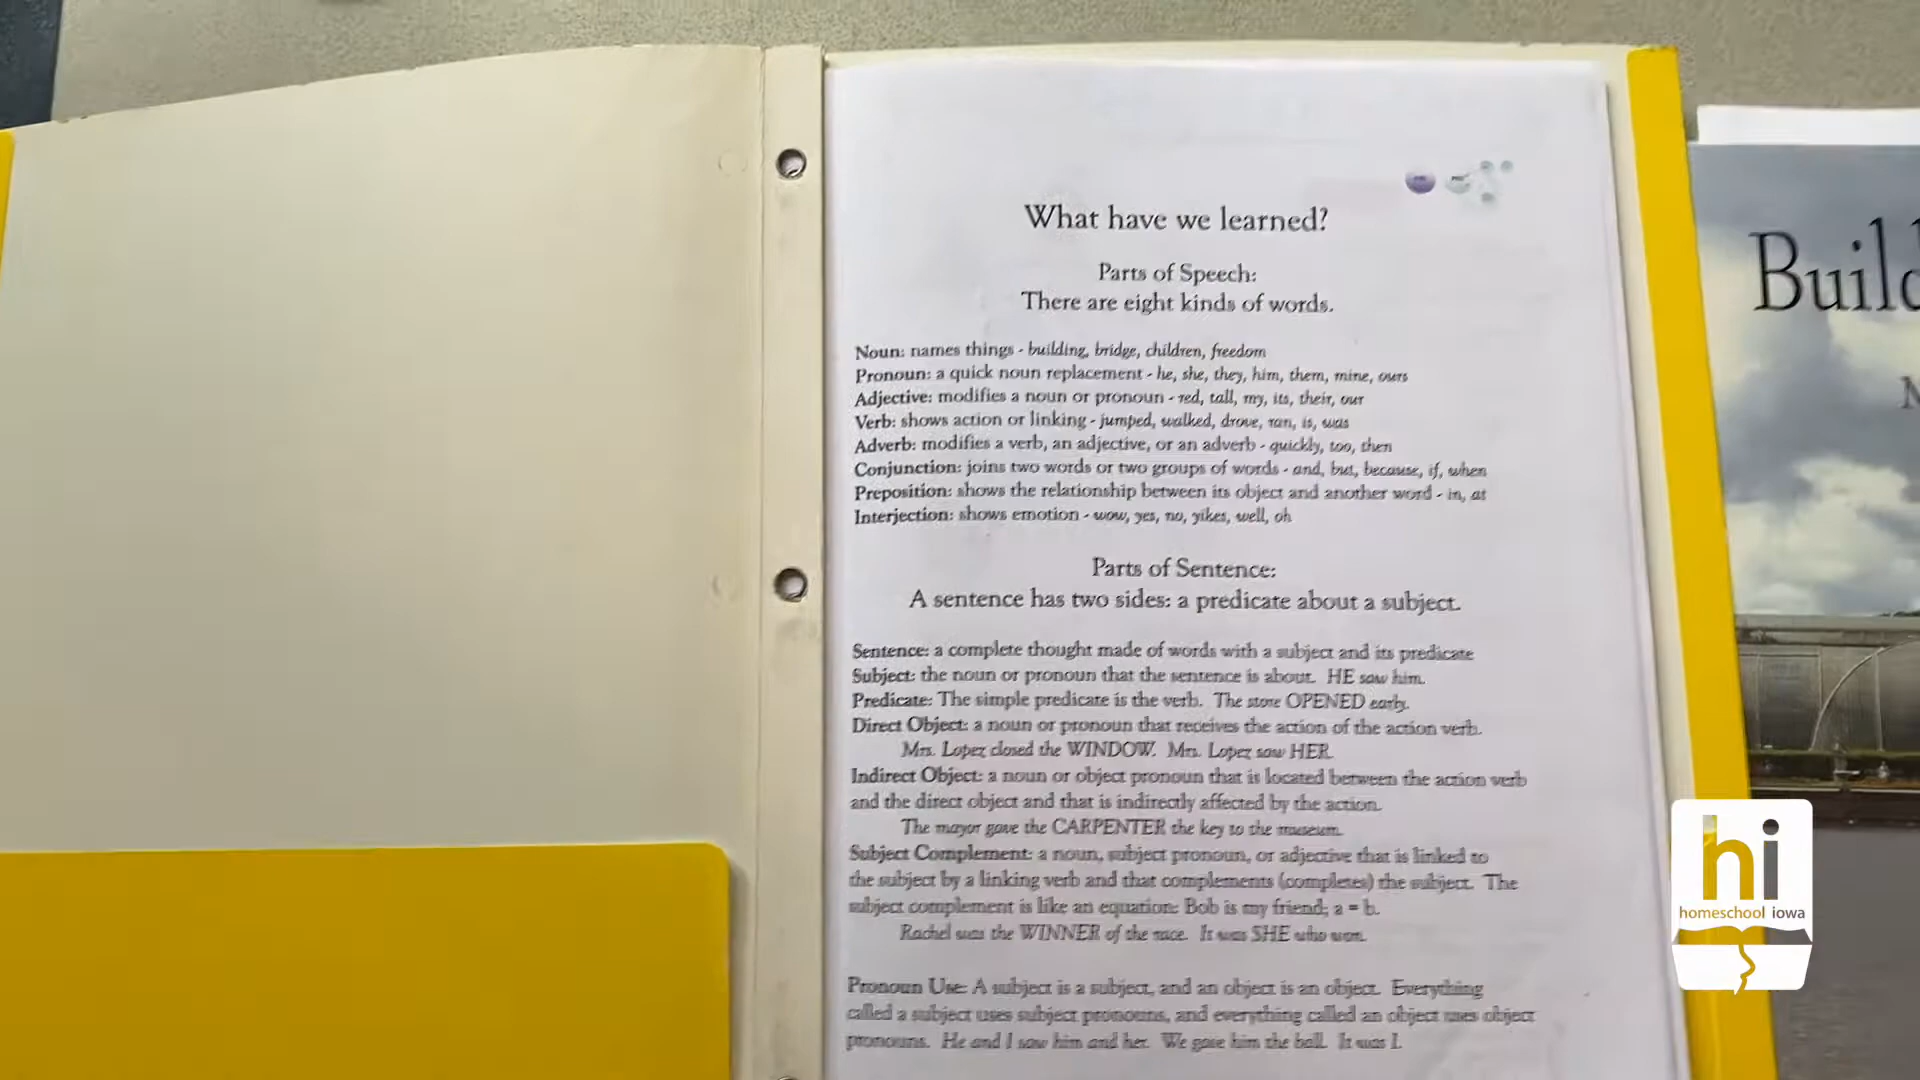 What have we learned?
Parts of Speech:
There are eight kinds of words.
Noun: names things - building, bridge, children, freedom
Pronoun: a quick noun replacement - he, she, they, him, them, mine, ours
Adjective: modifies a noun or pronoun - red, tall, my, its, their, our
Verb: shows action or linking - jumped, walked, drove, ran, is, was
Adverb: modifies a verb, an adjective, or an adverb - quickly, too, then
Conjunction: joins two words or two groups of words - and, but, because, if, when
Preposition: shows the relationship between its object and another word - in, at
Interjection: shows emotion - wow, yes, no, yikes, well, oh
Parts of Sentence:
A sentence has two sides: a predicate about a subject.
Sentence: a complete thought made of words with a subject and its predicate
Subject: the noun or pronoun that the sentence is about. HE saw him.
Predicate: The simple predicate is the verb. The store OPENED early.
Direct Object: a noun or pronoun that receives the action of the action verb.
Mrs. Lopez closed the WINDOW. Mrs. Lopez saw HER.
Indirect Object: a noun or object pronoun that is located between the action verb
and the direct object and that is indirectly affected by the action.
The mayor gave the CARPENTER the key to the museum.
Subject Complement: a noun, subject pronoun, or adjective that is linked to
the subject by a linking verb and that complements (completes) the subject. The
subject complement is like an equation: Bob is my friend; a = b.
Rachel was the WINNER of the race. It was SHE who won.
Pronoun Use: A subject is a subject, and an object is an object. Everything
called a subject uses subject pronouns, and everything called an object uses object
pronouns. He and I saw him and her. We gave him the ball. It was I.
Build
hi
homeschool iowa